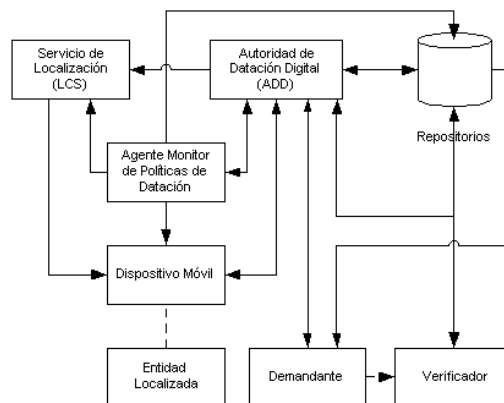 Servicio de
Localización
(LCS)
Autoridad de
Datación Digital
(ADD)
Repositorios
Agente Monitor
de Políticas de
Datación
Dispositivo Móvil
Entidad
Localizada
Demandante
Verificador